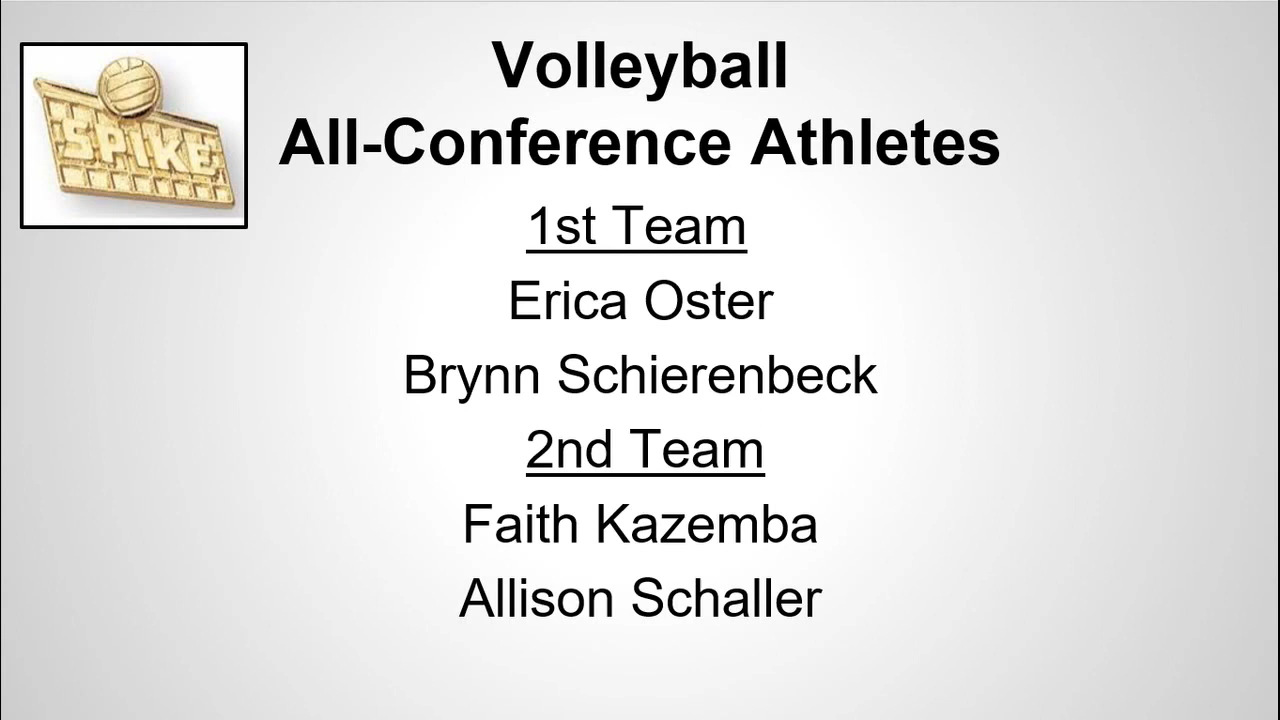 SPIKE
Volleyball
All-Conference Athletes
1st Team
Erica Oster
Brynn Schierenbeck
2nd Team
Faith Kazemba
Allison Schaller